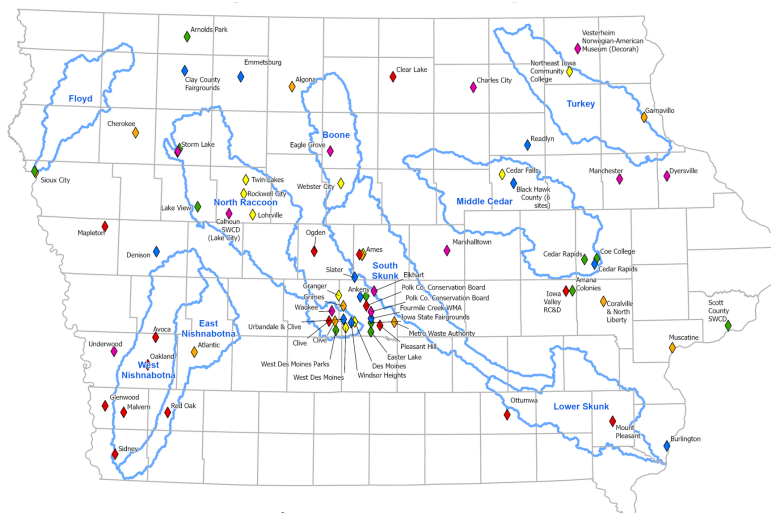 Arnolds Park
Vesterheim
Norwegian-American
Museum (Decorah)
Emmetsburg
Clay County
Fairgrounds
Algona
Clear Lake
Charles City
Northeast Iowa
Community
College
Floyd
Turkey
Garnavillo
Cherokee
Boone
Storm Lake
Eagle Grove
Readlyn
Sioux City
Twin Lakes
Webster City
Cedar Falls
Manchester
Dyersville
Rockwell City
Black Hawk
County (6
sites)
North Raccoon
Middle Cedar
Lake View
Lohrville
Calhoun
SWCD
(Lake City)
Mapleton
Ogden
Ames
Marshalltown
Denison
Cedar Rapids
Coe College
Cedar Rapids
Slater
South
Skunk
Elkhart
Granger
Ankeny
Polk Co. Conservation Board
Amana
Colonies
Grimes
Polk Co. Conservation Board
Iowa
Valley
RC&D
Coralville
& North
Liberty
Scott
County
SWCD
Waukee
Fourmile Creek WMA
Iowa State Fairgrounds
Urbandale & Clive
Metro Waste Authority
East
Nishnabotna
Avoca
Clive
Clive
Pleasant Hill
Muscatine
Underwood
Oakland
Atlantic
Easter Lake
West
Nishnabotna
West Des Moines Parks
Des Moines
West Des Moines
Windsor Heights
Glenwood
Malvern
Red Oak
Ottumwa
Lower Skunk
Mount
Pleasant
Burlington
Sidney